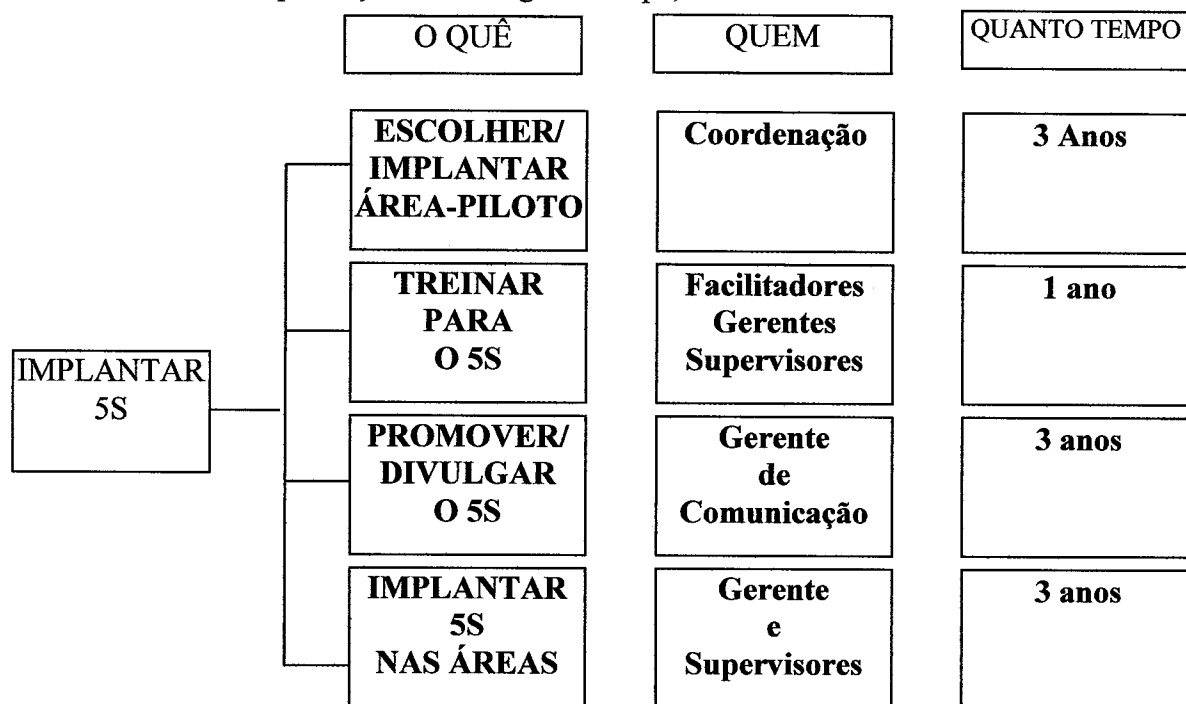 O QUÊ QUEM QUANTO TEMPO
ESCOLHER/
IMPLANTAR
ÁREA-PILOTO
Coordenação
3 Anos
TREINAR
PARA
O 5S
Facilitadores
Gerentes
Supervisores
1 ano
IMPLANTAR
5S
PROMOVER/
DIVULGAR
O 5S
Gerente
de
Comunicação
3 anos
IMPLANTAR
5S
NAS ÁREAS
Gerente
e
Supervisores
3 anos